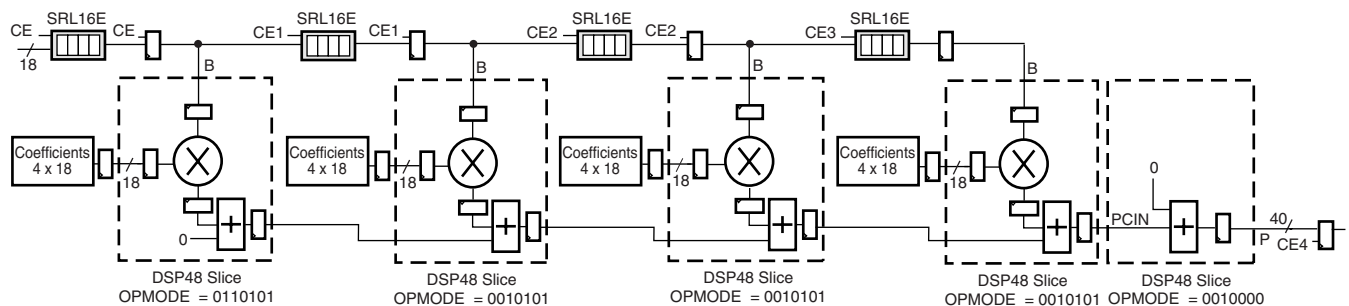 SRL16E
SRL16E
SRL16E
SRL16E
CE
CE
CE1
CE1
CE2
CE2
CE3
18
B
B
B
B
Coefficients
4 x 18
18
Coefficients
4 x 18
18
Coefficients
4 x 18
18
Coefficients
4 x 18
18
0
0
PCIN
40
P
CE4
DSP48 Slice
OPMODE = 0110101
DSP48 Slice
OPMODE = 0010101
DSP48 Slice
OPMODE = 0010101
DSP48 Slice
OPMODE = 0010101
DSP48 Slice
OPMODE = 0010000